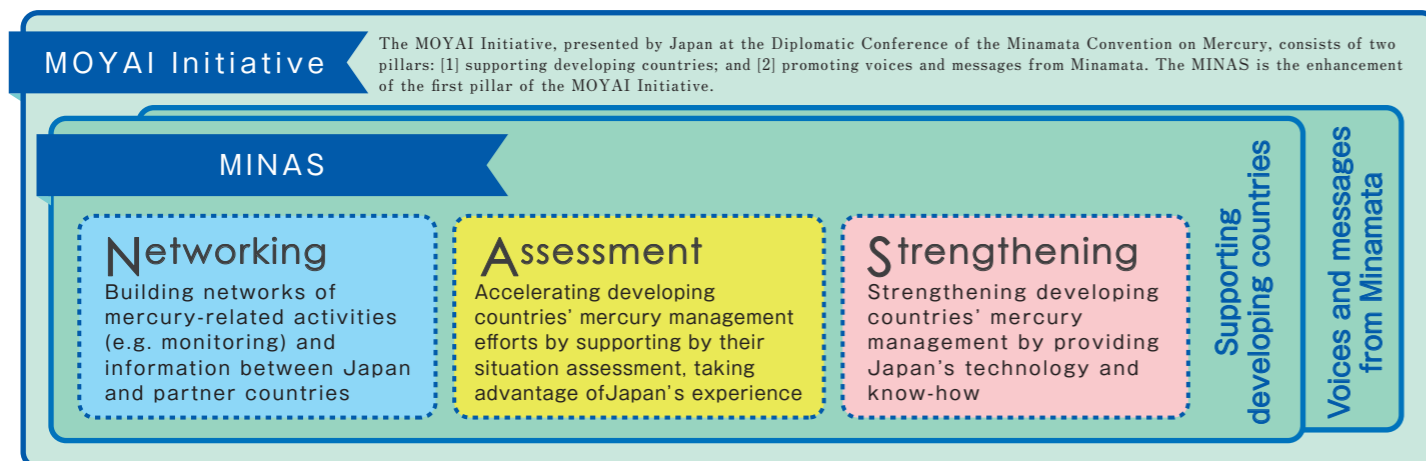 MOYAI Initiative
The MOYAI Initiative, presented by Japan at the Diplomatic Conference of the Minamata Convention on Mercury, consists of two
pillars: [1] supporting developing countries; and [2] promoting voices and messages from Minamata. The MINAS is the enhancement
of the first pillar of the MOYAI Initiative.
MINAS
Networking
Building networks of
mercury-related activities
(e.g. monitoring) and
information between Japan
and partner countries
Assessment
Accelerating developing
countries' mercury management
efforts by supporting by their
situation assessment, taking
advantage ofJapan's experience
Strengthening
Strengthening developing
countries' mercury
management by providing
Japan's technology and
know-how
Supporting
developing countries
Voices and messages
from Minamata